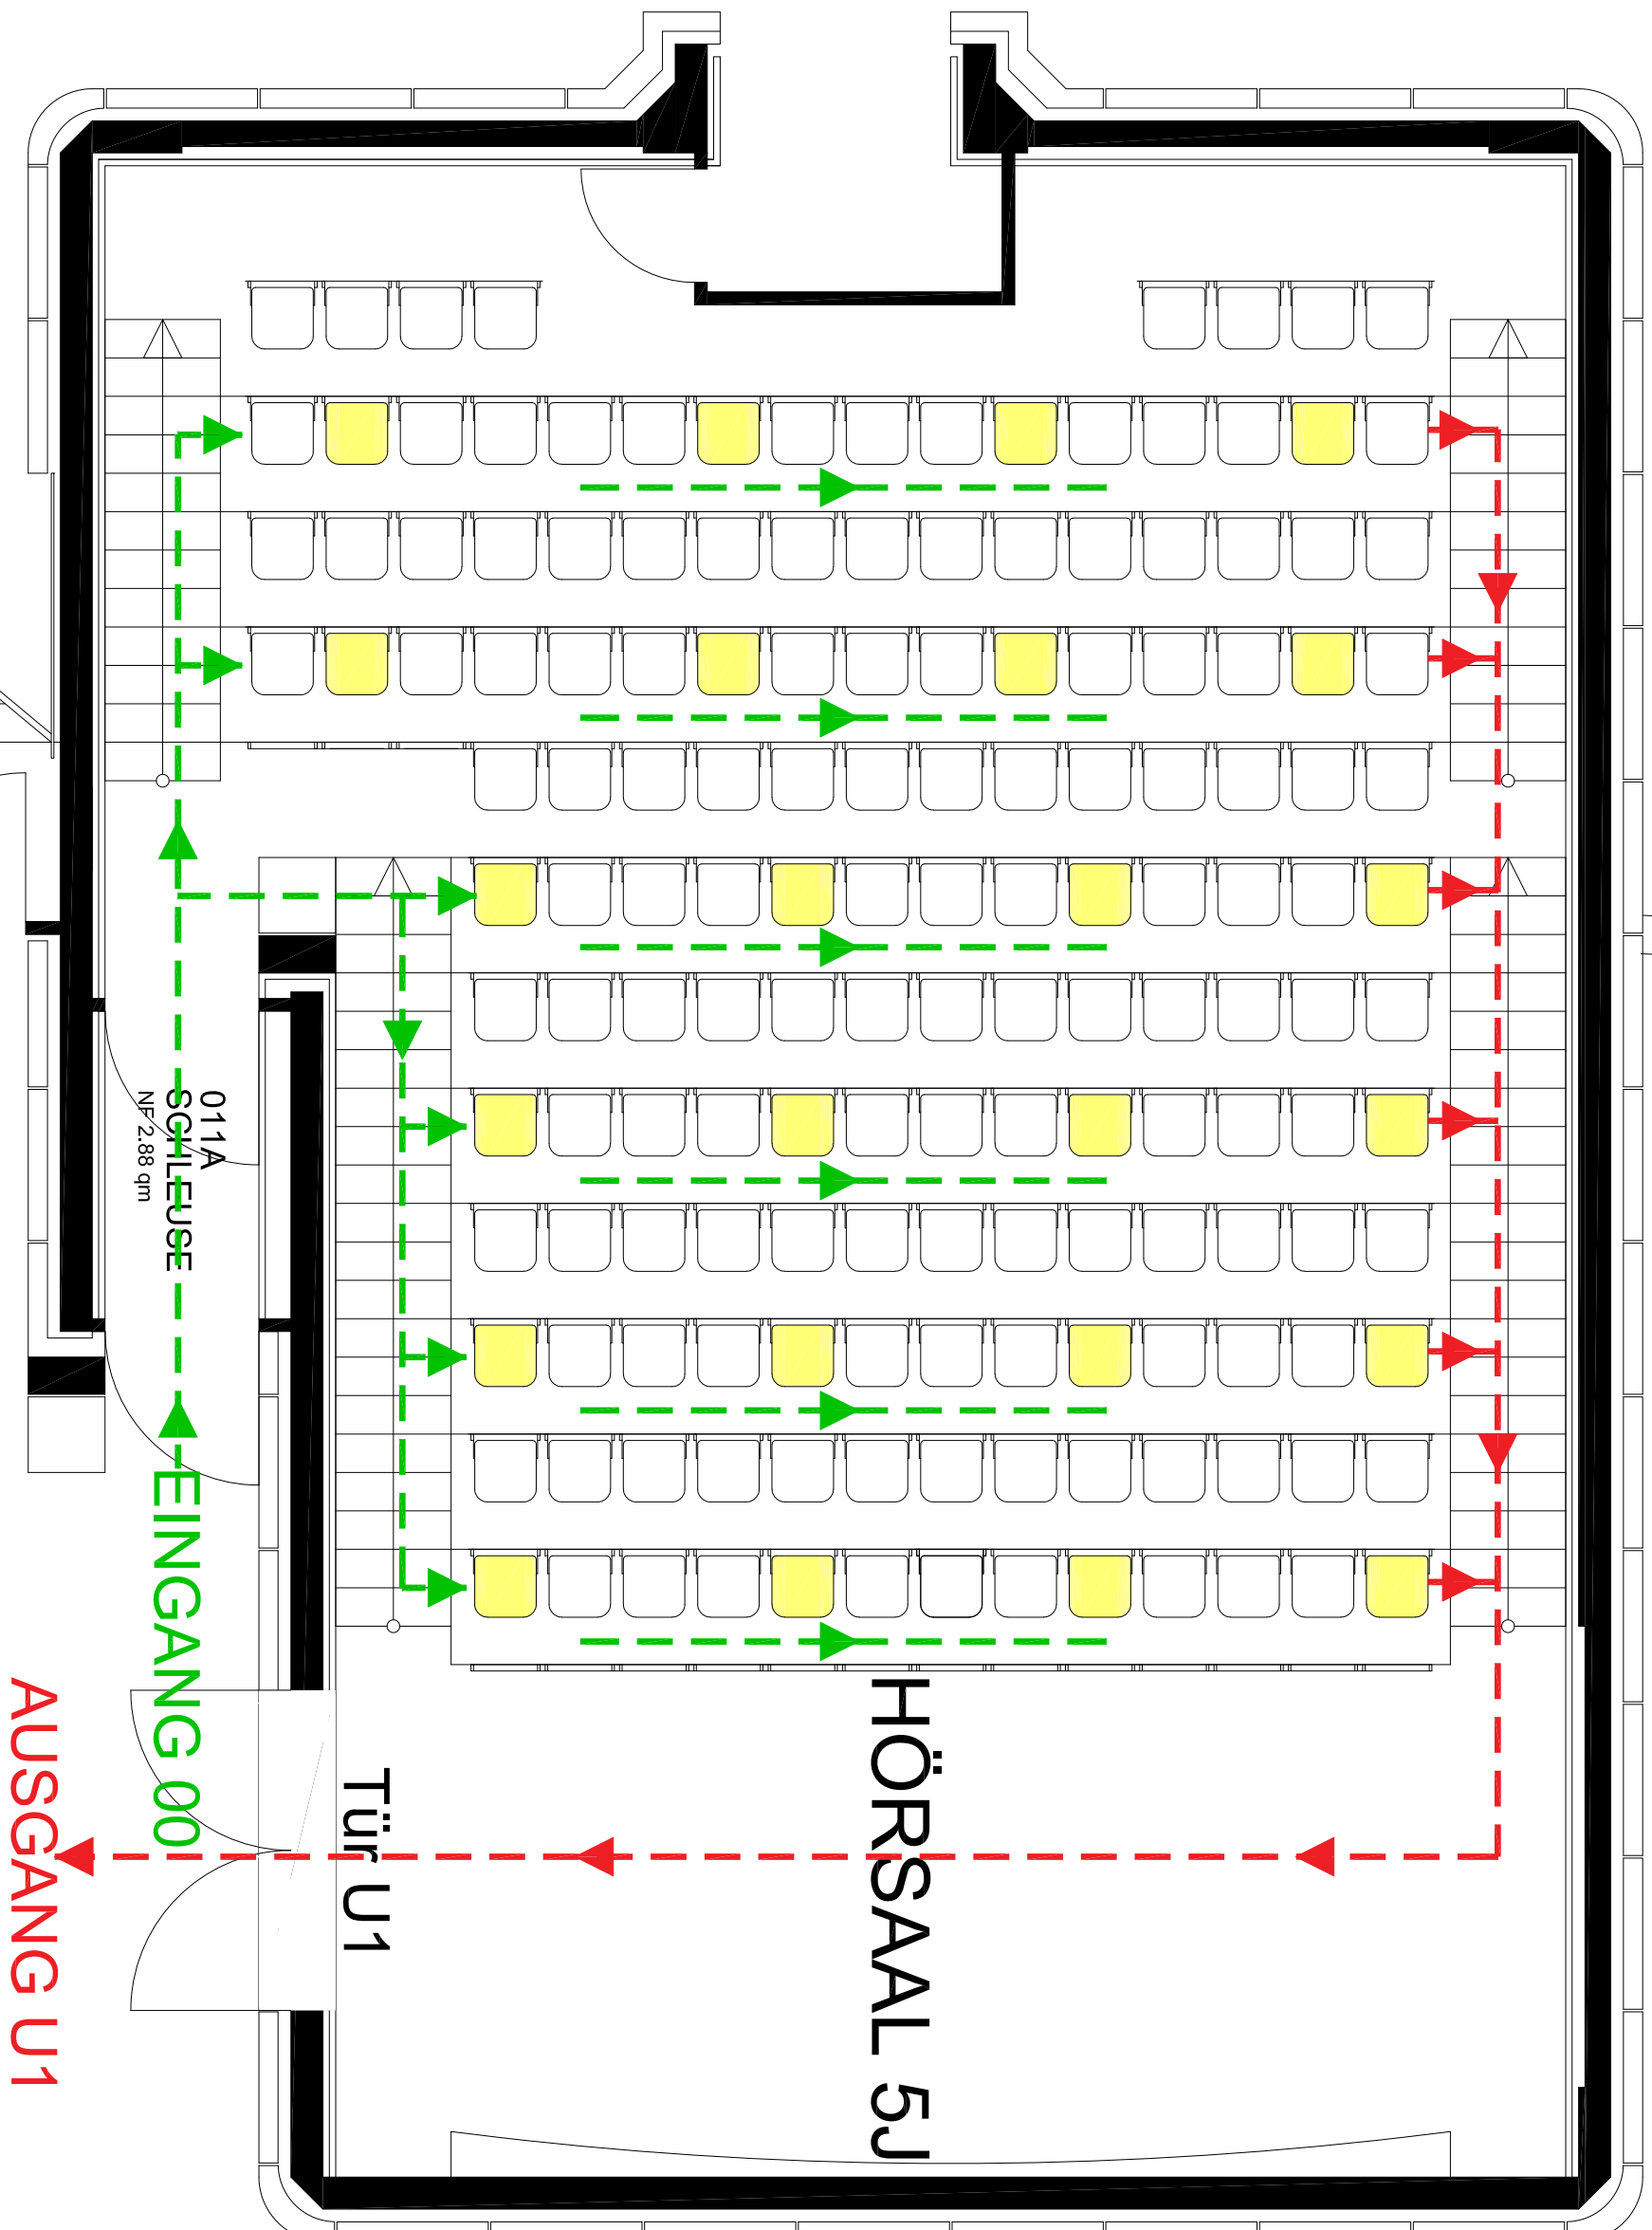 011A
SCHLEUSE
NF 2.88 qm
EINGANG 00
AUSGANG U1
Tür U1
HÖRSAAL 5J